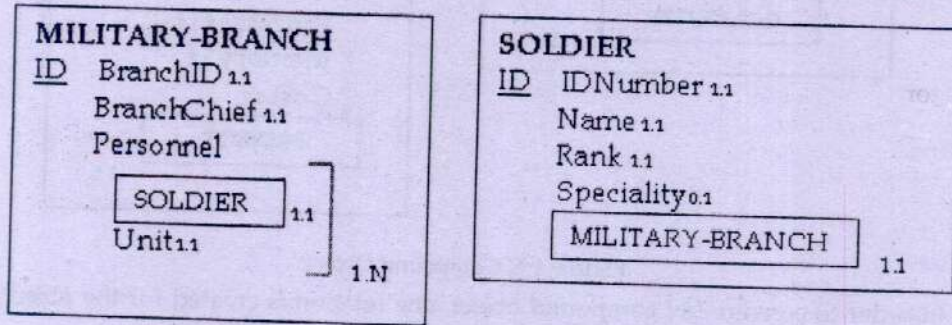 MILITARY-BRANCH
ID BranchID 1.1
BranchChief 1.1
Personnel
SOLDIER 1.1
Unit 1.1
1.N
SOLDIER
ID IDNumber 1.1
Name 1.1
Rank 1.1
Speciality 0.1
MILITARY-BRANCH
1.1